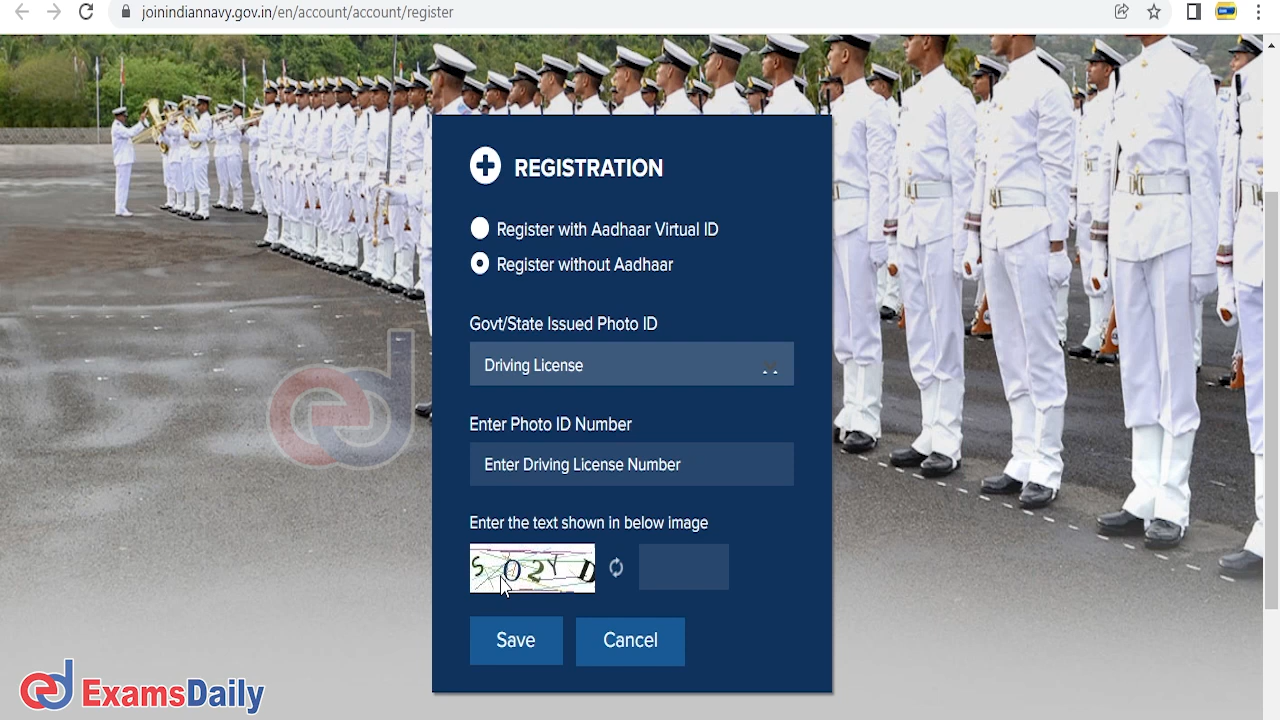 joinindiannavy.gov.in/en/account/account/register
REGISTRATION
Register with Aadhaar Virtual ID
Register without Aadhaar
Govt/State Issued Photo ID
Driving License
Enter Photo ID Number
Enter Driving License Number
Enter the text shown in below image
Save Cancel
ed
ed ExamsDaily